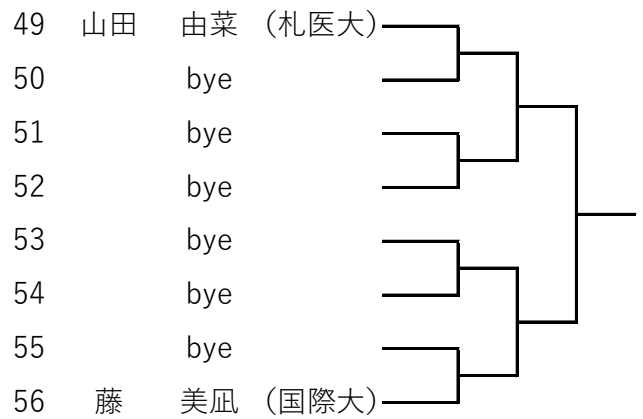 49 山田 由菜 (札医大)
50 bye
51 bye
52 bye
53 bye
54 bye
55 bye
56 藤 美凪 (国際大)